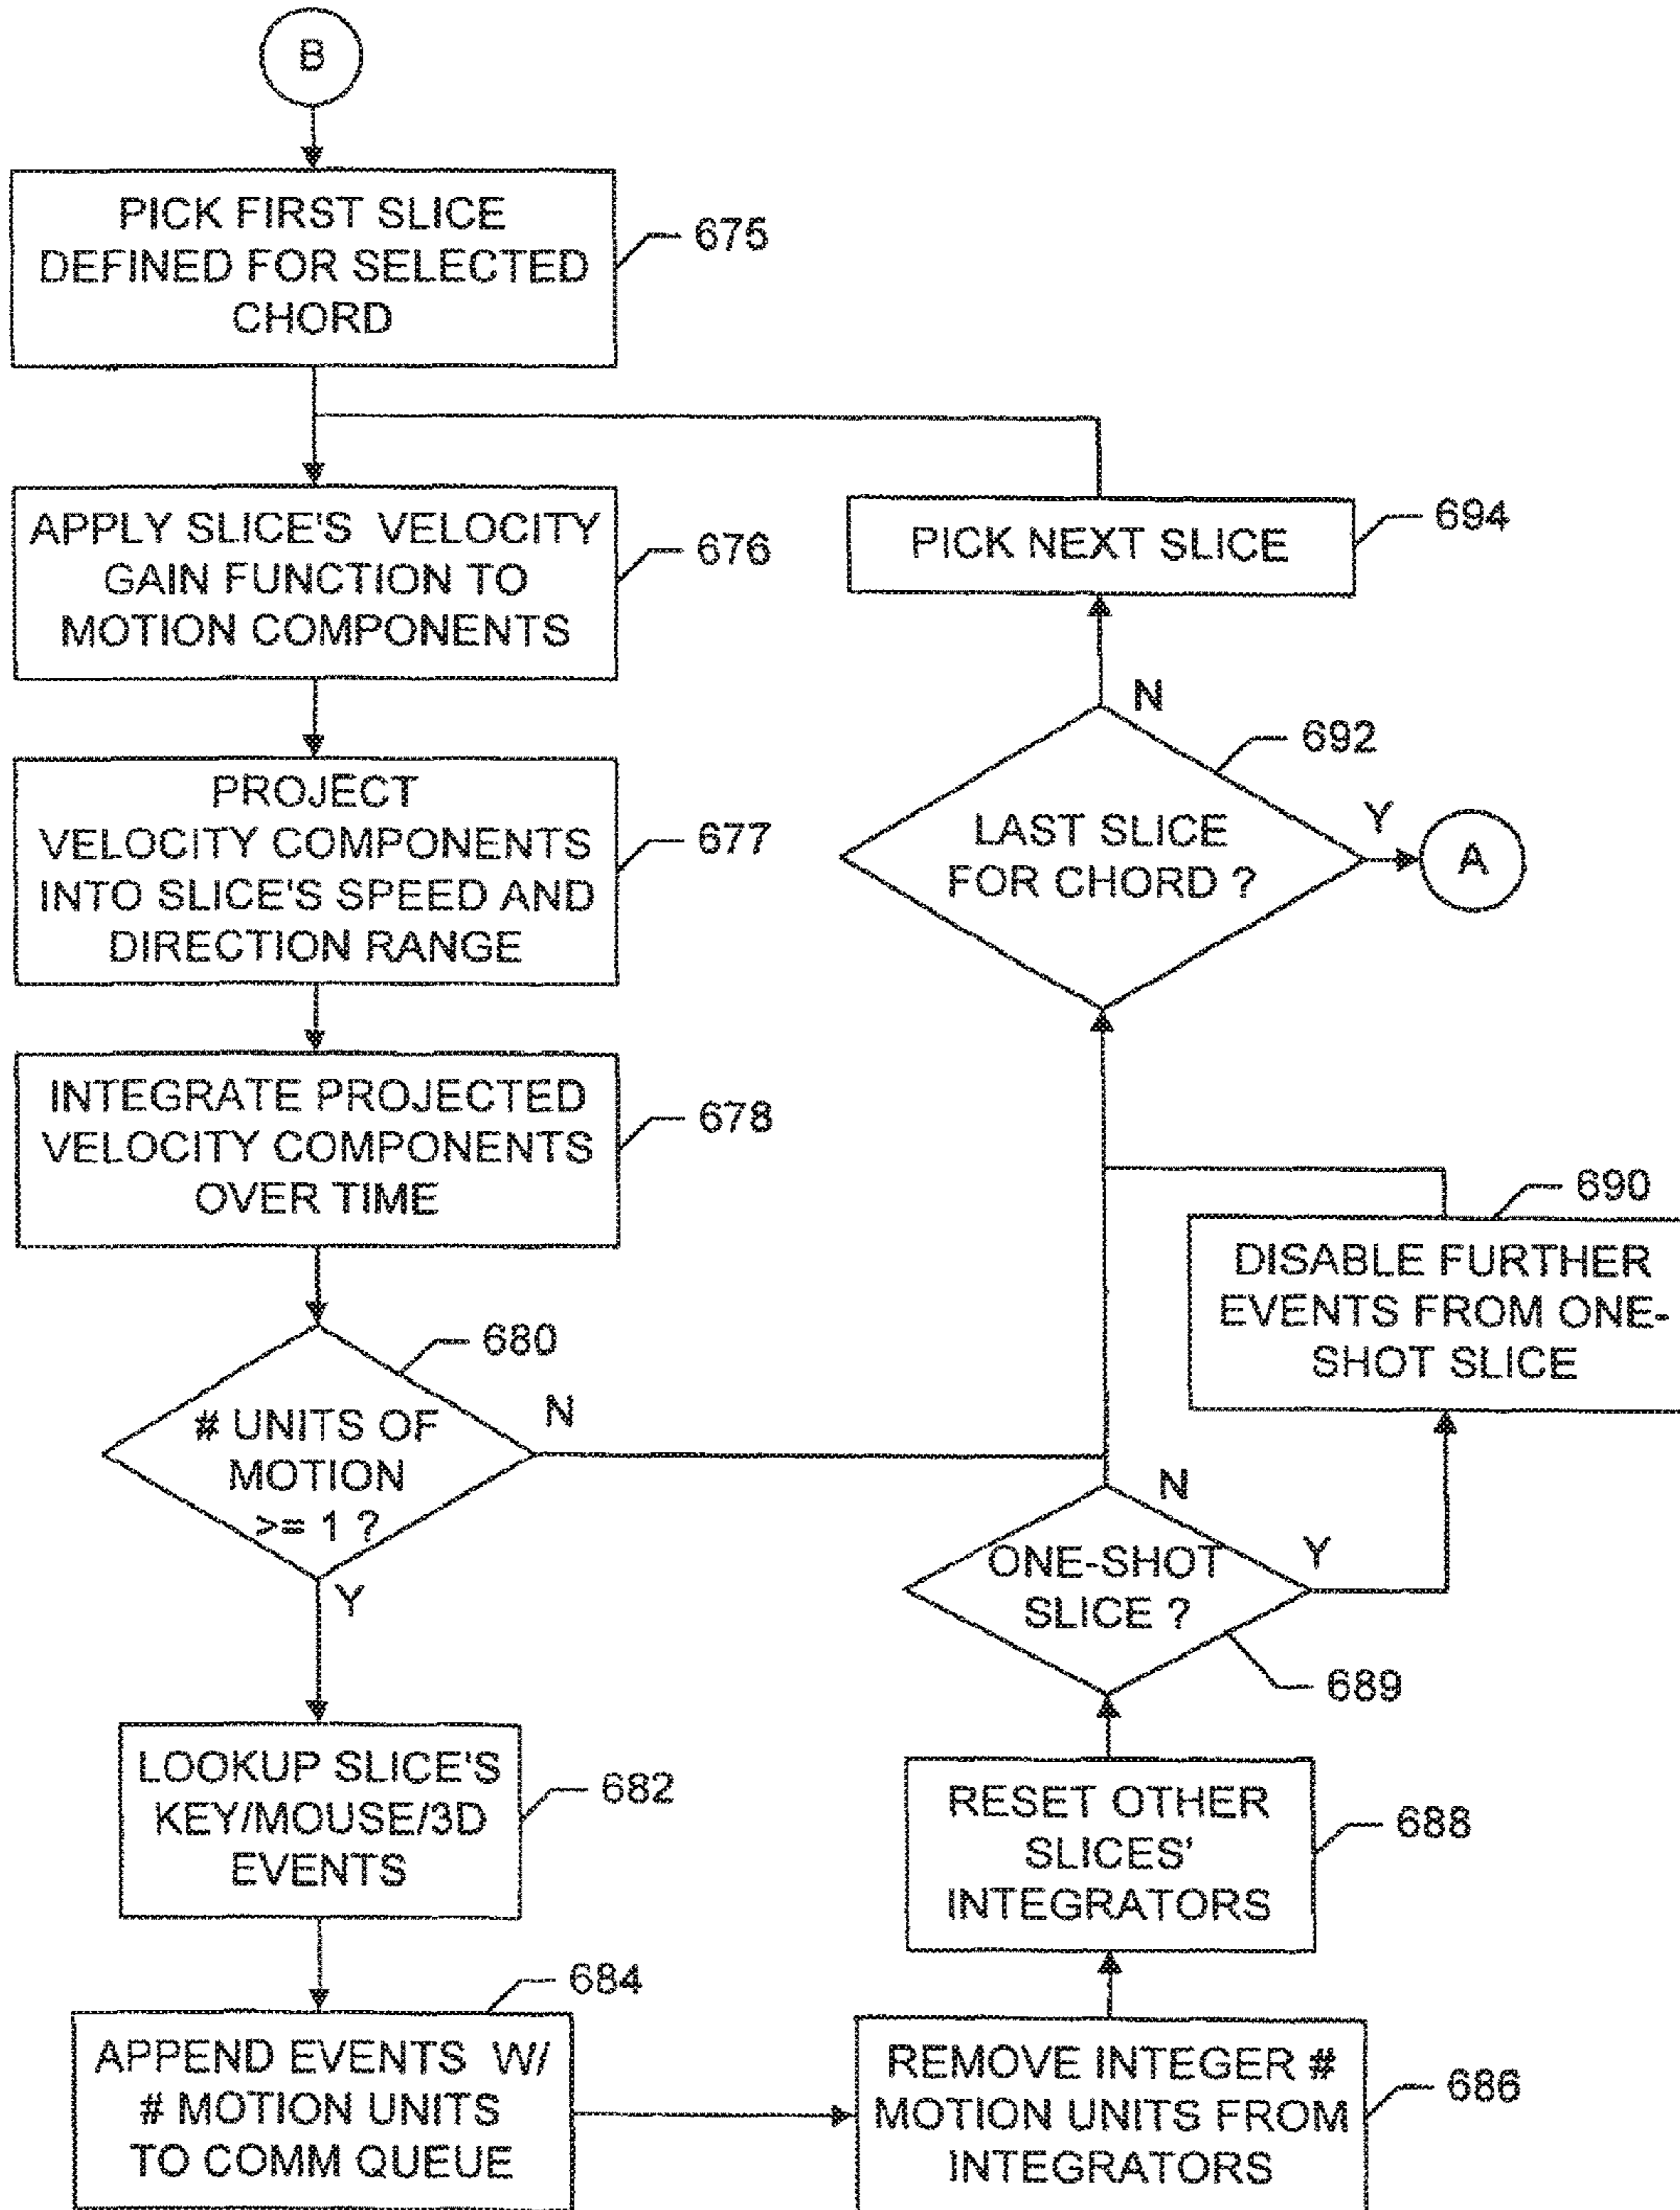 B
PICK FIRST SLICE
DEFINED FOR SELECTED
CHORD
675
APPLY SLICE'S VELOCITY
GAIN FUNCTION TO
MOTION COMPONENTS
676
PROJECT
VELOCITY COMPONENTS
INTO SLICE'S SPEED AND
DIRECTION RANGE
677
INTEGRATE PROJECTED
VELOCITY COMPONENTS
OVER TIME
678
# UNITS OF
MOTION
>= 1 ?
680
N
Y
LOOKUP SLICE'S
KEY/MOUSE/3D
EVENTS
682
APPEND EVENTS W/
# MOTION UNITS
TO COMM QUEUE
684
REMOVE INTEGER #
MOTION UNITS FROM
INTEGRATORS
686
RESET OTHER
SLICES'
INTEGRATORS
688
ONE-SHOT
SLICE ?
689
N
Y
DISABLE FURTHER
EVENTS FROM ONE-
SHOT SLICE
690
LAST SLICE
FOR CHORD ?
692
N
Y
A
PICK NEXT SLICE
694